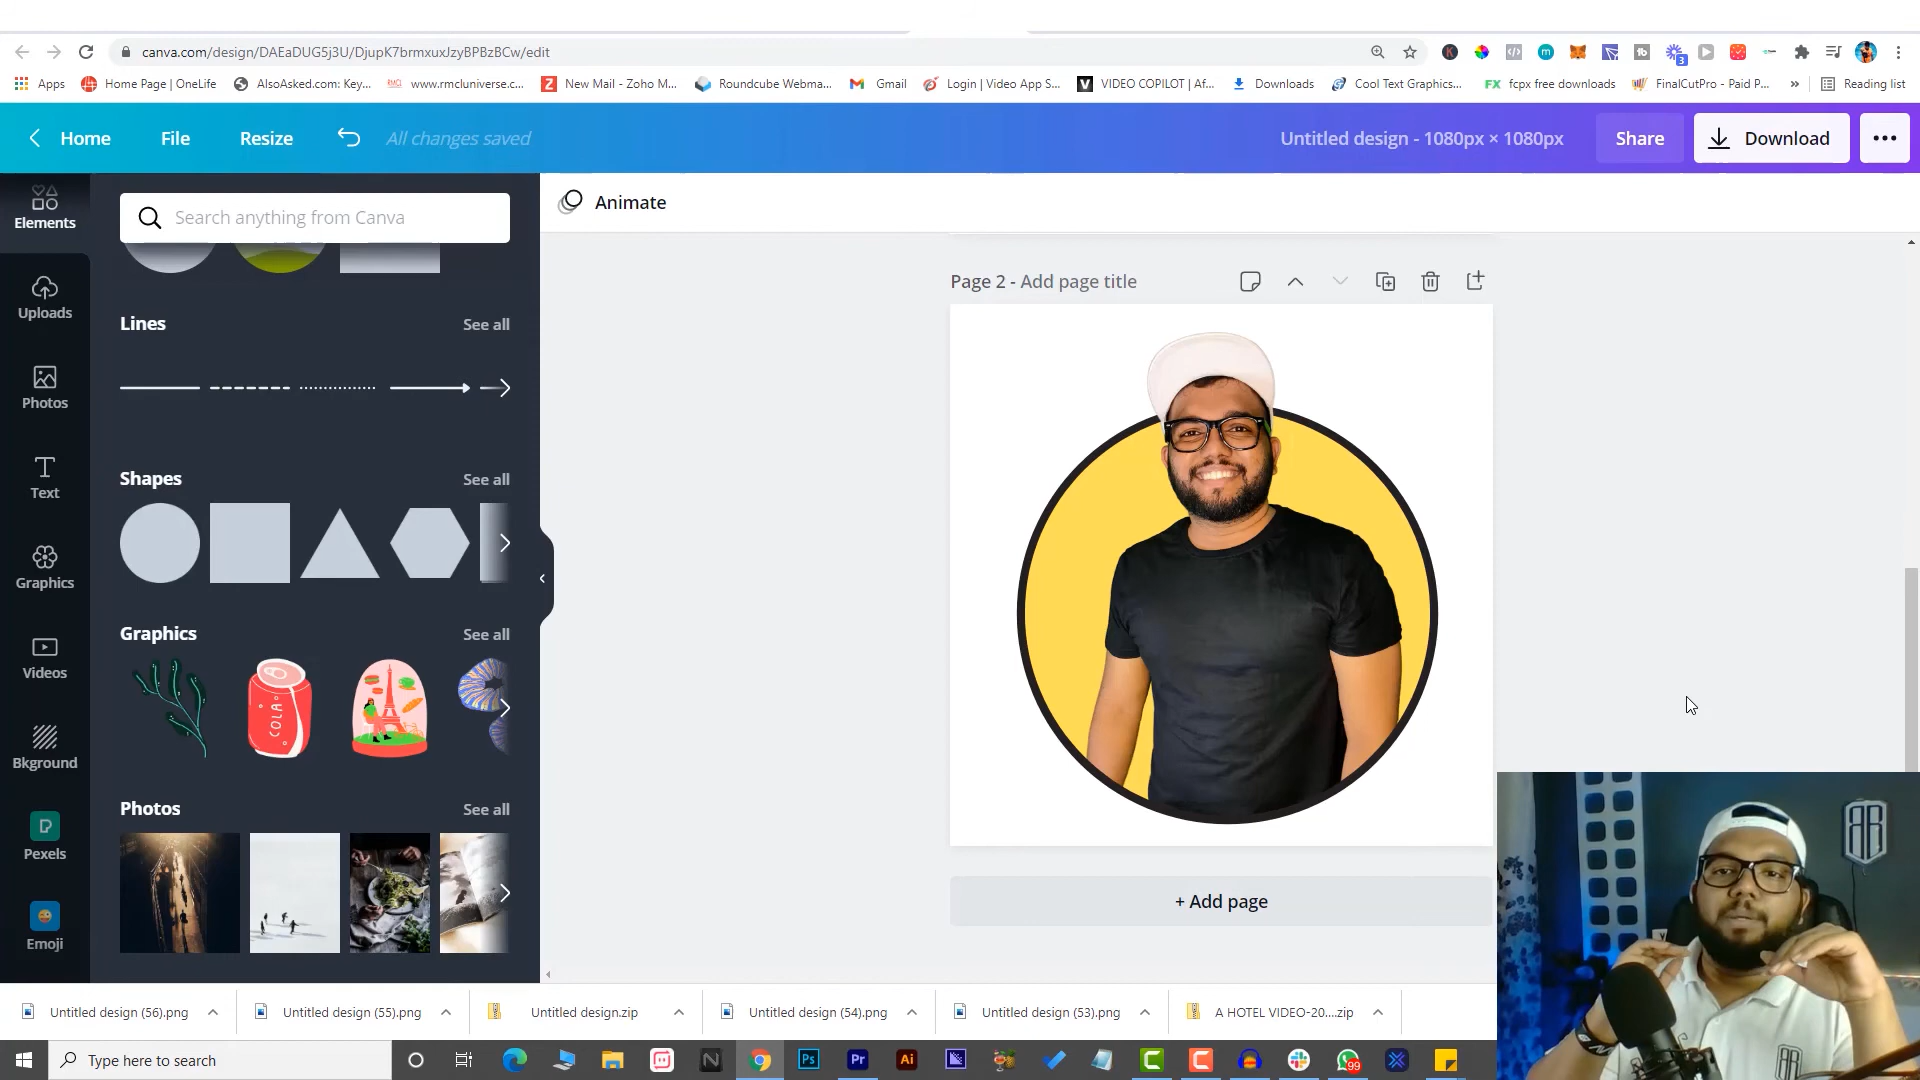 canva.com/design/DAEaDUG5j3U/DjupK7brmxuxJzyBPBzBCw/edit
Apps
Home Page | OneLife
AlsoAsked.com: Key...
www.rmcluniverse.c...
New Mail - Zoho M...
Roundcube Webma...
Gmail
Login | Video App S...
VIDEO COPILOT | Af...
Downloads
Cool Text Graphics...
FX fcpx free downloads
FinalCutPro - Paid P...
»
Reading list
Home
File
Resize
All changes saved
Untitled design - 1080px × 1080px
Share
Download
Elements
Uploads
Photos
Text
Graphics
Videos
Bkground
Pexels
Emoji
Search anything from Canva
Lines
See all
Shapes
See all
Graphics
See all
COLA
Photos
See all
Animate
Page 2 - Add page title
+ Add page
Untitled design (56).png
Untitled design (55).png
Untitled design.zip
Untitled design (54).png
Untitled design (53).png
A HOTEL VIDEO-20....zip
Type here to search
Ps
Pr
Ai
99